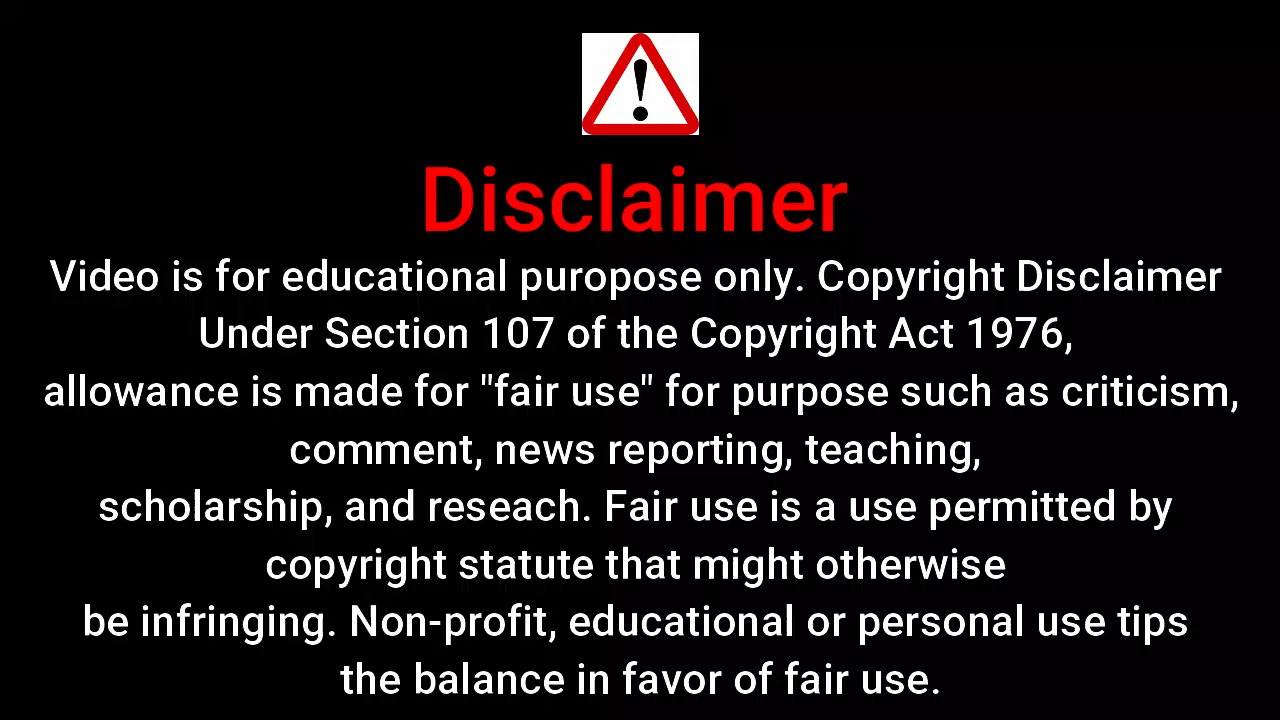 Disclaimer
Video is for educational puropose only. Copyright Disclaimer
Under Section 107 of the Copyright Act 1976,
allowance is made for "fair use" for purpose such as criticism,
comment, news reporting, teaching,
scholarship, and reseach. Fair use is a use permitted by
copyright statute that might otherwise
be infringing. Non-profit, educational or personal use tips
the balance in favor of fair use.